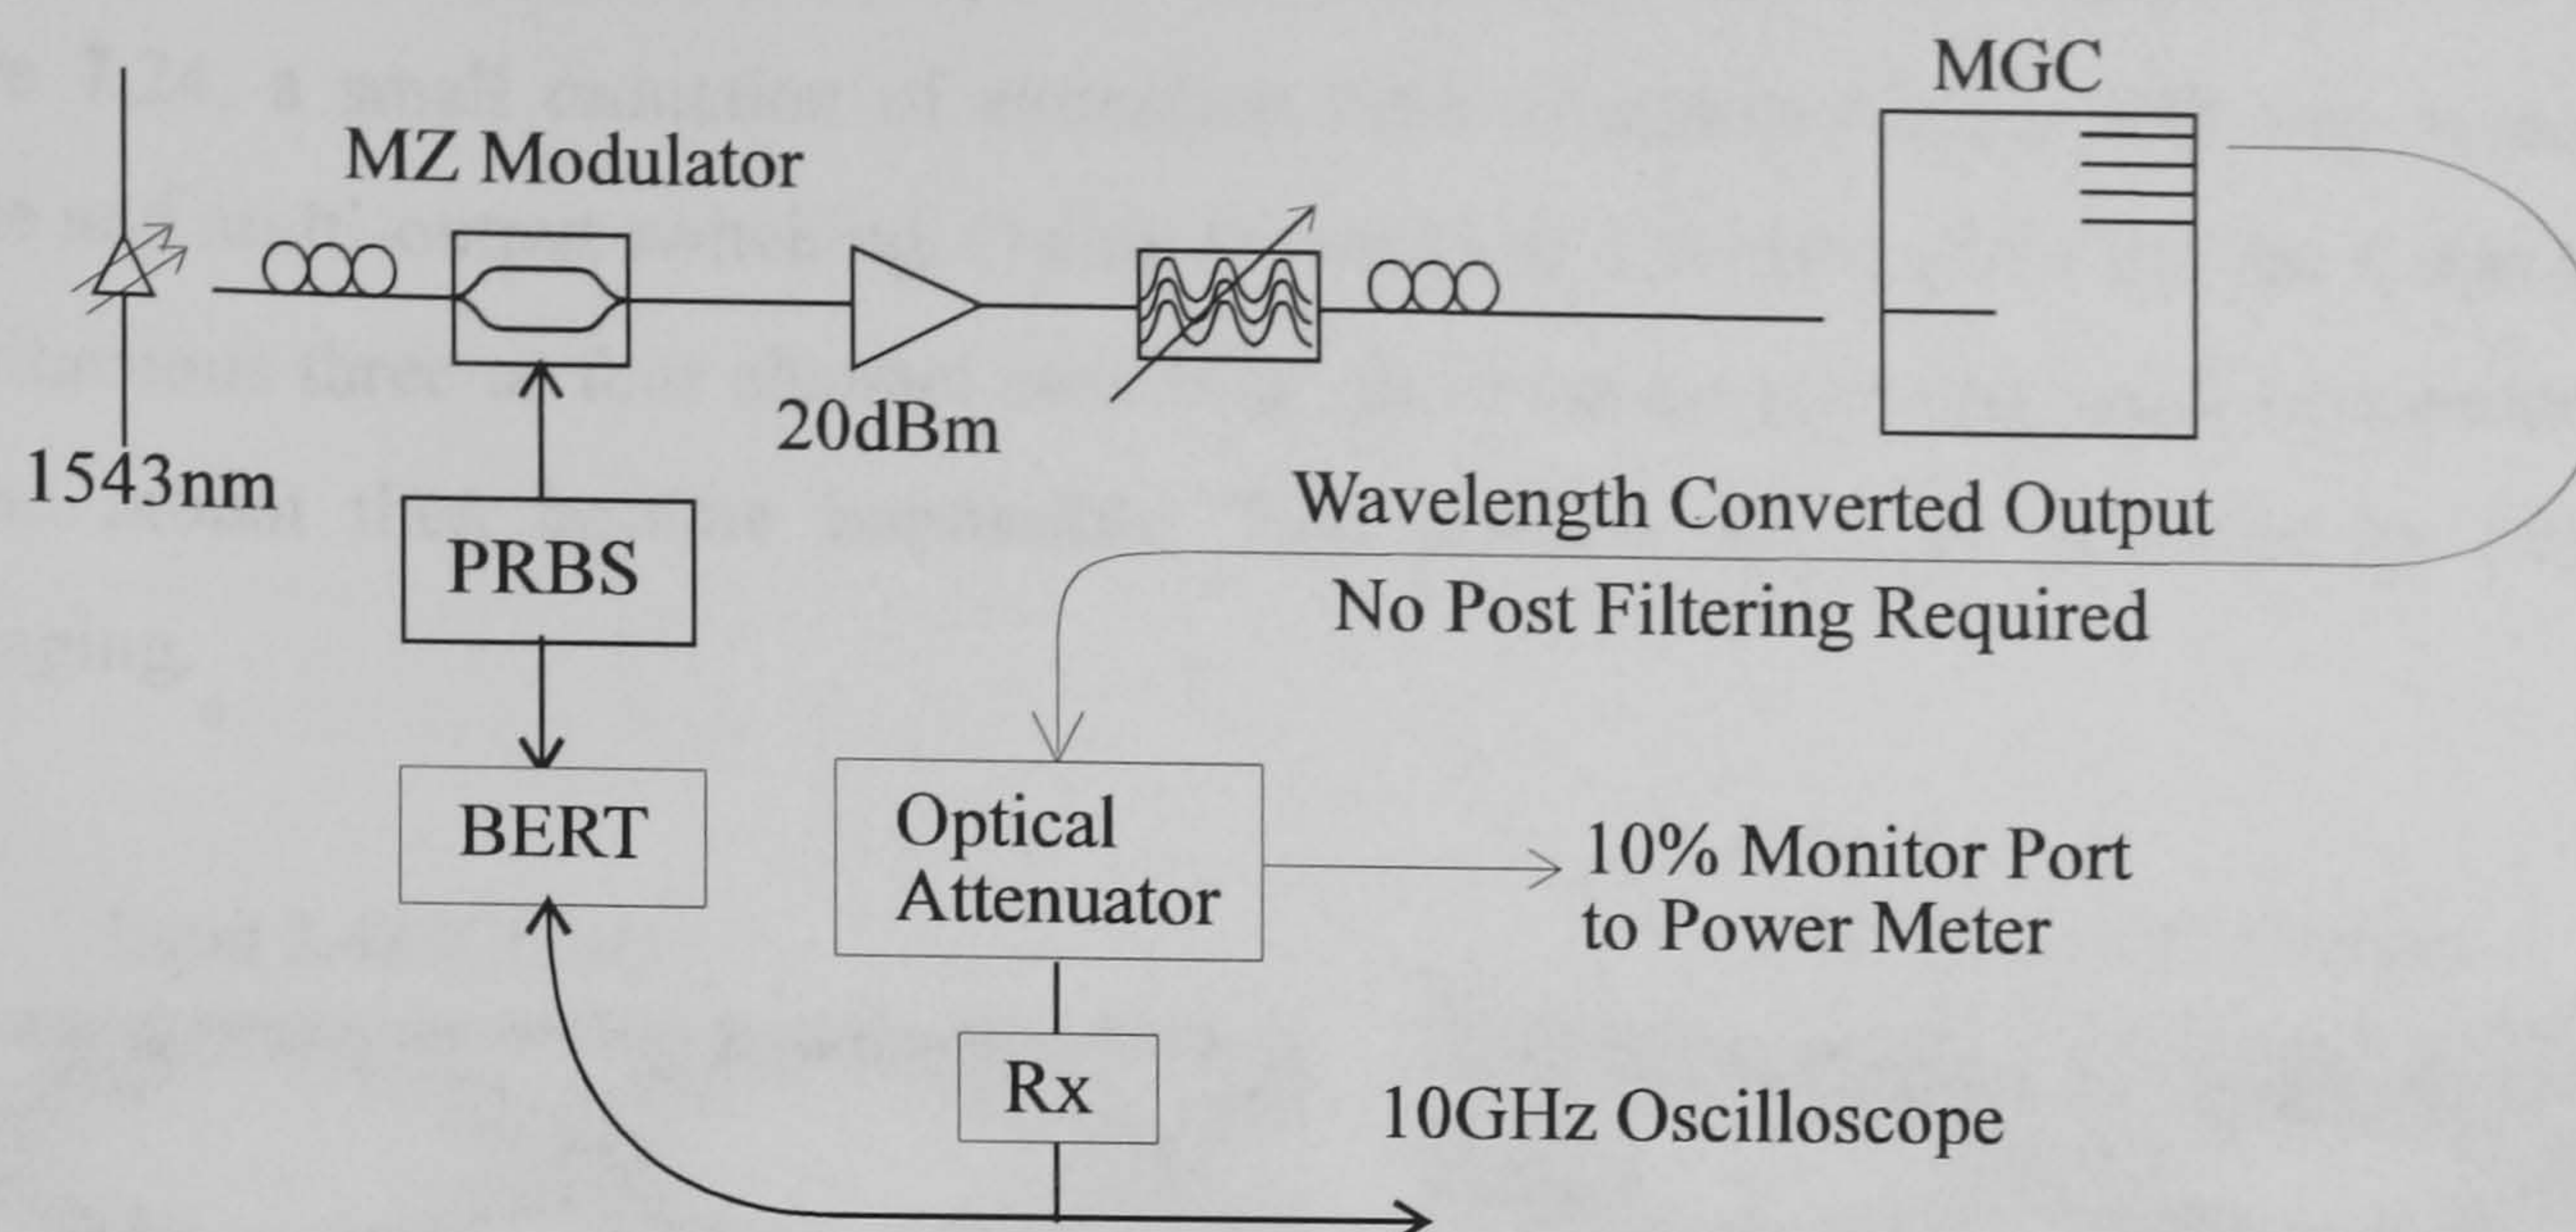 MGC
MZ Modulator
20dBm
1543nm
Wavelength Converted Output
PRBS
No Post Filtering Required
BERT
Optical
Attenuator
10% Monitor Port
to Power Meter
Rx
10GHz Oscilloscope